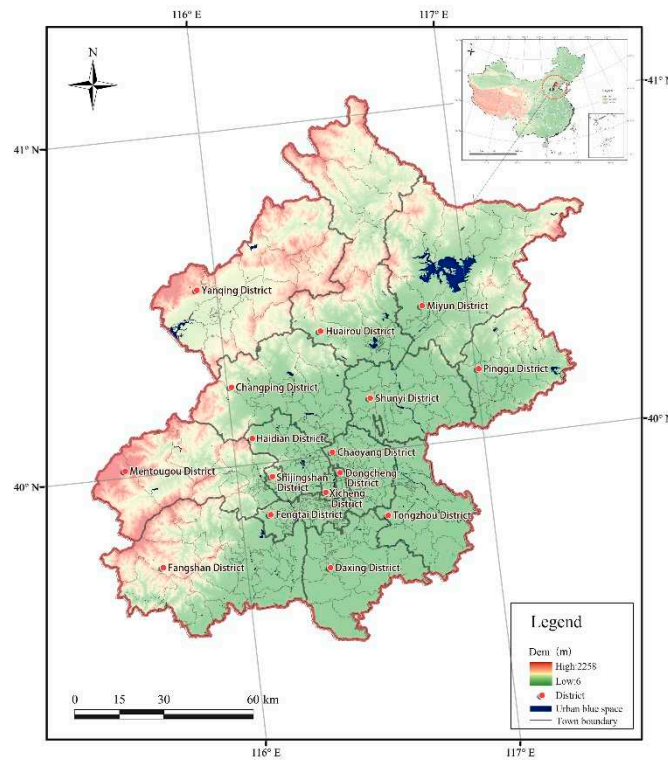 116° E
117° E
N
41° N
41° N
Legend
Yanqing District
Miyun District
Huairou District
Pinggu District
Changping District
Shunyi District
Haidian District
Chaoyang District
Mentougou District
Dongcheng
District
Shijingshan
District
Xicheng
District
Fengtai District
Tongzhou District
Fangshan District
Daxing District
40° N
40° N
Legend
Dem (m)
High:2258
Low:6
District
Urban blue space
Town boundary
0 15 30 60 km
116° E
117° E